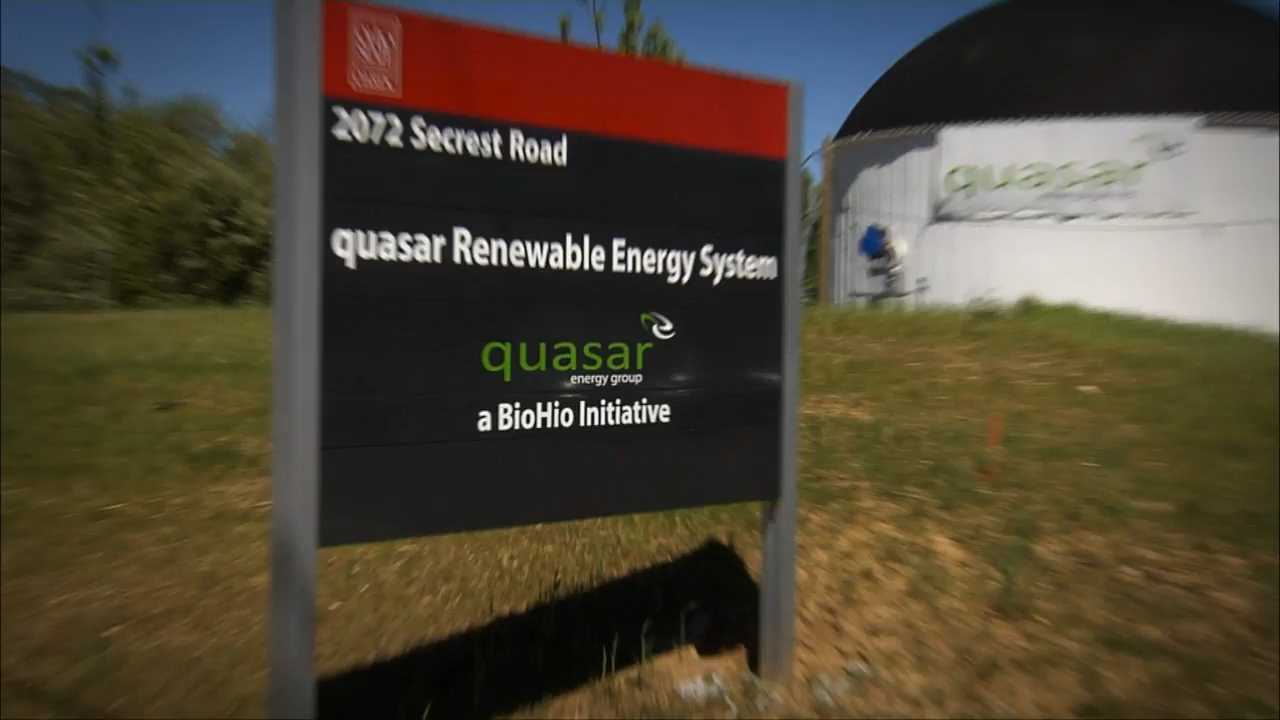 2072 Secrest Road
quasar Renewable Energy System
quasar
energy group
a BioHio Initiative
quasar